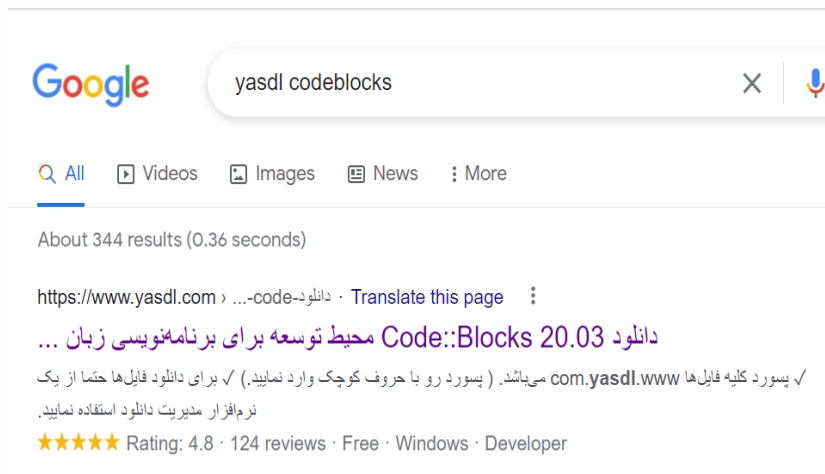 Google
yasdl codeblocks
All Videos Images News More
About 344 results (0.36 seconds)
https://www.yasdl.com › ...-code-دانلود · Translate this page
دانلود Code::Blocks 20.03 محیط توسعه برای برنامه‌نویسی زبان ...
✓ پسورد کلیه فایل‌ها www.yasdl.com می‌باشد. ( پسورد رو با حروف کوچک وارد نمایید.) ✓ برای دانلود فایل‌ها حتما از یک
نرم‌افزار مدیریت دانلود استفاده نمایید.
Rating: 4.8 · 124 reviews · Free · Windows · Developer